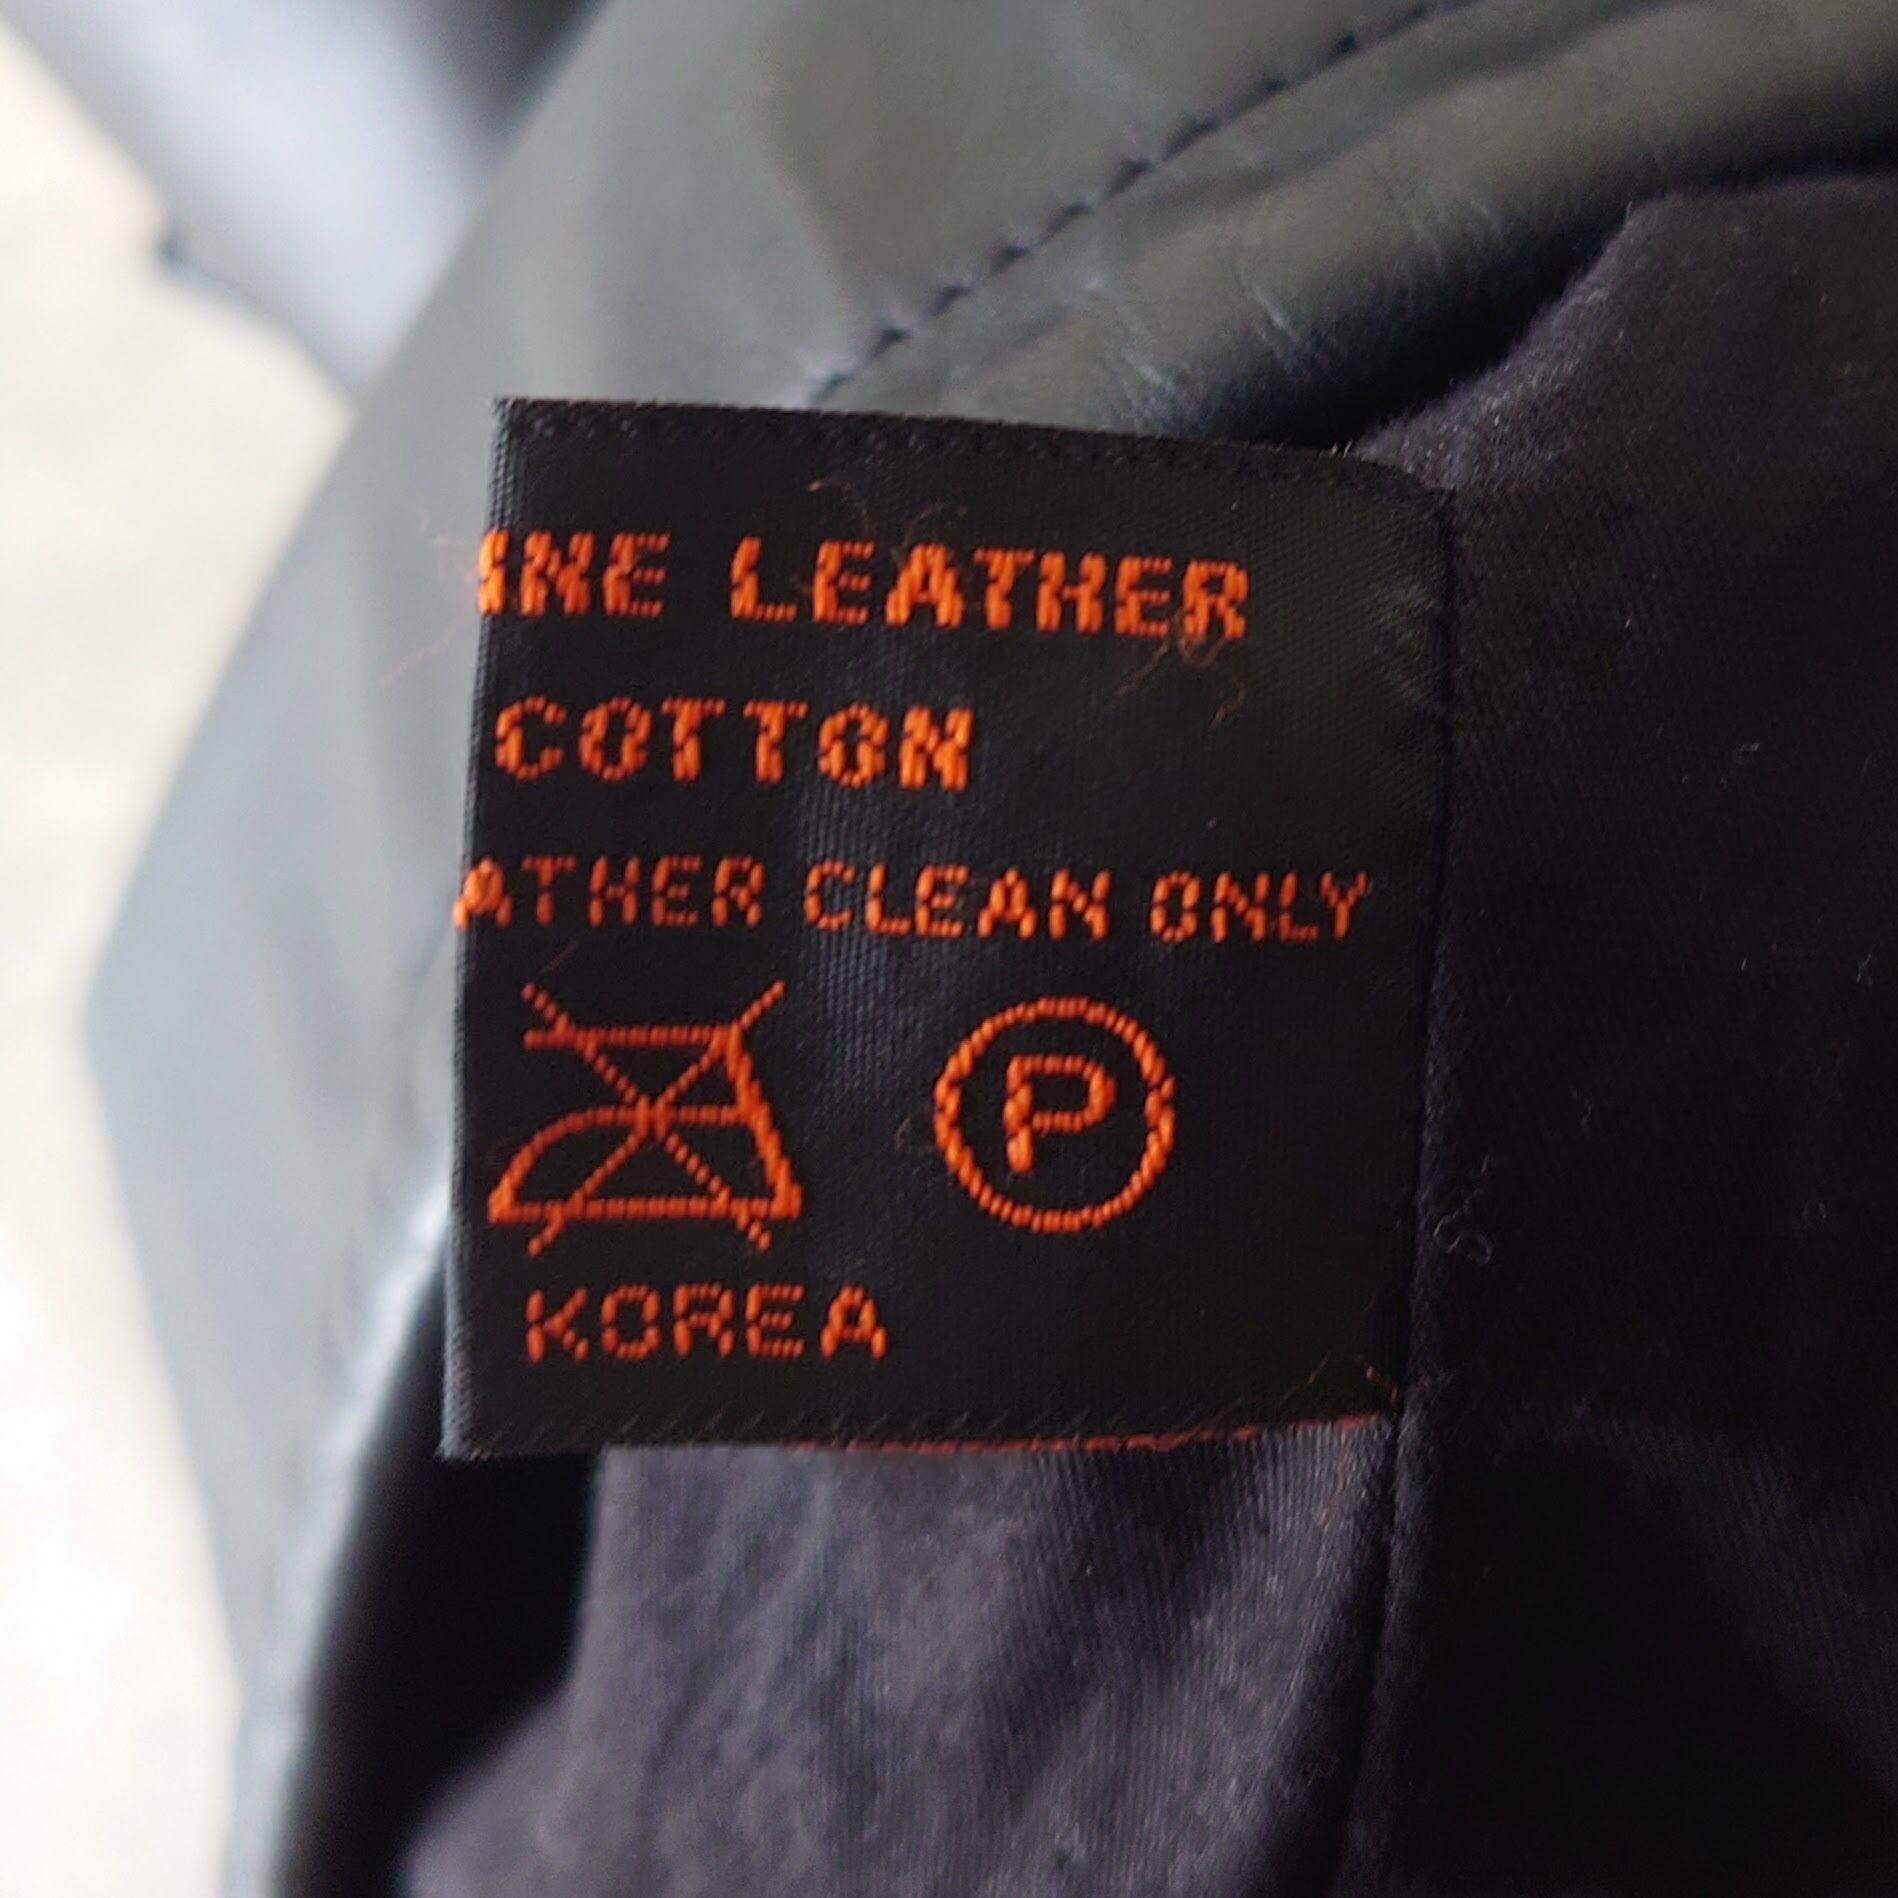 INE LEATHER
COTTON
ATHER CLEAN ONLY
P
KOREA